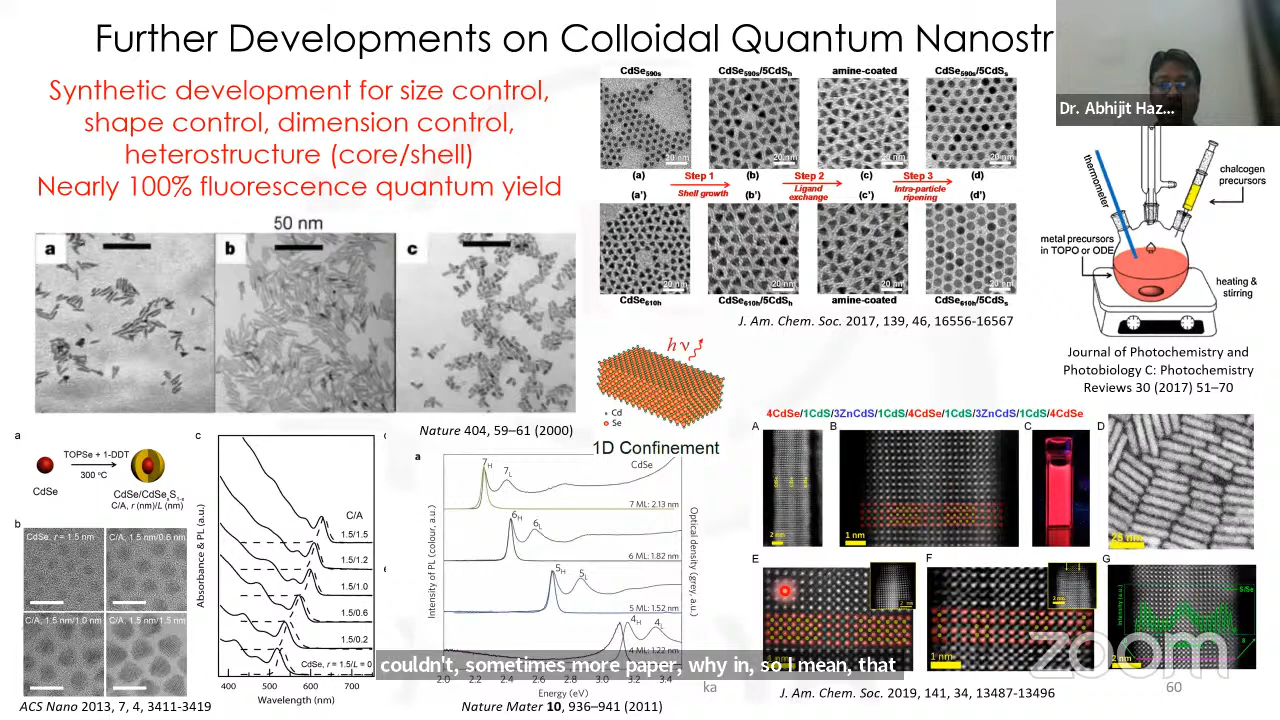 Further Developments on Colloidal Quantum Nanostr
Dr. Abhijit Haz...
Synthetic development for size control,
shape control, dimension control,
heterostructure (core/shell)
Nearly 100% fluorescence quantum yield
50 nm
a
b
c
Nature 404, 59–61 (2000)
CdSe590s
CdSe590s/5CdSh
amine-coated
CdSe590s/5CdSs
20 nm
20 nm
20 nm
20 nm
(a)
Step 1
(b)
Step 2
(c)
Step 3
(d)
Shell growth
Ligand
exchange
Intra-particle
ripening
(a')
(b')
(c')
(d')
20 nm
20 nm
20 nm
20 nm
CdSe610h
CdSe610h/5CdSh
amine-coated
CdSe610h/5CdSs
J. Am. Chem. Soc. 2017, 139, 46, 16556-16567
thermometer
chalcogen
precursors
metal precursors
in TOPO or ODE
heating &
stirring
Journal of Photochemistry and
Photobiology C: Photochemistry
Reviews 30 (2017) 51–70
hν
Cd
Se
1D Confinement
a
TOPSe + 1-DDT
300 ºC
CdSe
CdSe/CdSexS1-x
C/A, r (nm)/L (nm)
b
CdSe, r = 1.5 nm
C/A, 1.5 nm/0.6 nm
C/A, 1.5 nm/1.0 nm
C/A, 1.5 nm/1.5 nm
c
Absorbance & PL (a.u.)
C/A
1.5/1.5
1.5/1.2
1.5/1.0
1.5/0.6
1.5/0.2
CdSe, r = 1.5/L = 0
400
500
600
700
Wavelength (nm)
ACS Nano 2013, 7, 4, 3411-3419
a
Intensity of PL (colour, a.u.)
Optical density (grey, a.u.)
CdSe
7H
7L
7 ML: 2.13 nm
6H
6L
6 ML: 1.82 nm
5H
5L
5 ML: 1.52 nm
4H
4L
4 ML: 1.22 nm
2.0
2.2
2.4
2.6
2.8
3.0
3.2
3.4
Energy (eV)
Nature Mater 10, 936–941 (2011)
4CdSe/1CdS/3ZnCdS/1CdS/4CdSe/1CdS/3ZnCdS/1CdS/4CdSe
A
B
C
D
2 nm
1 nm
25 nm
E
F
G
1 nm
1 nm
2 nm
Intensity (a.u.)
S/Se
J. Am. Chem. Soc. 2019, 141, 34, 13487-13496
couldn't, sometimes more paper, why in, so I mean, that
ka
zoom
60